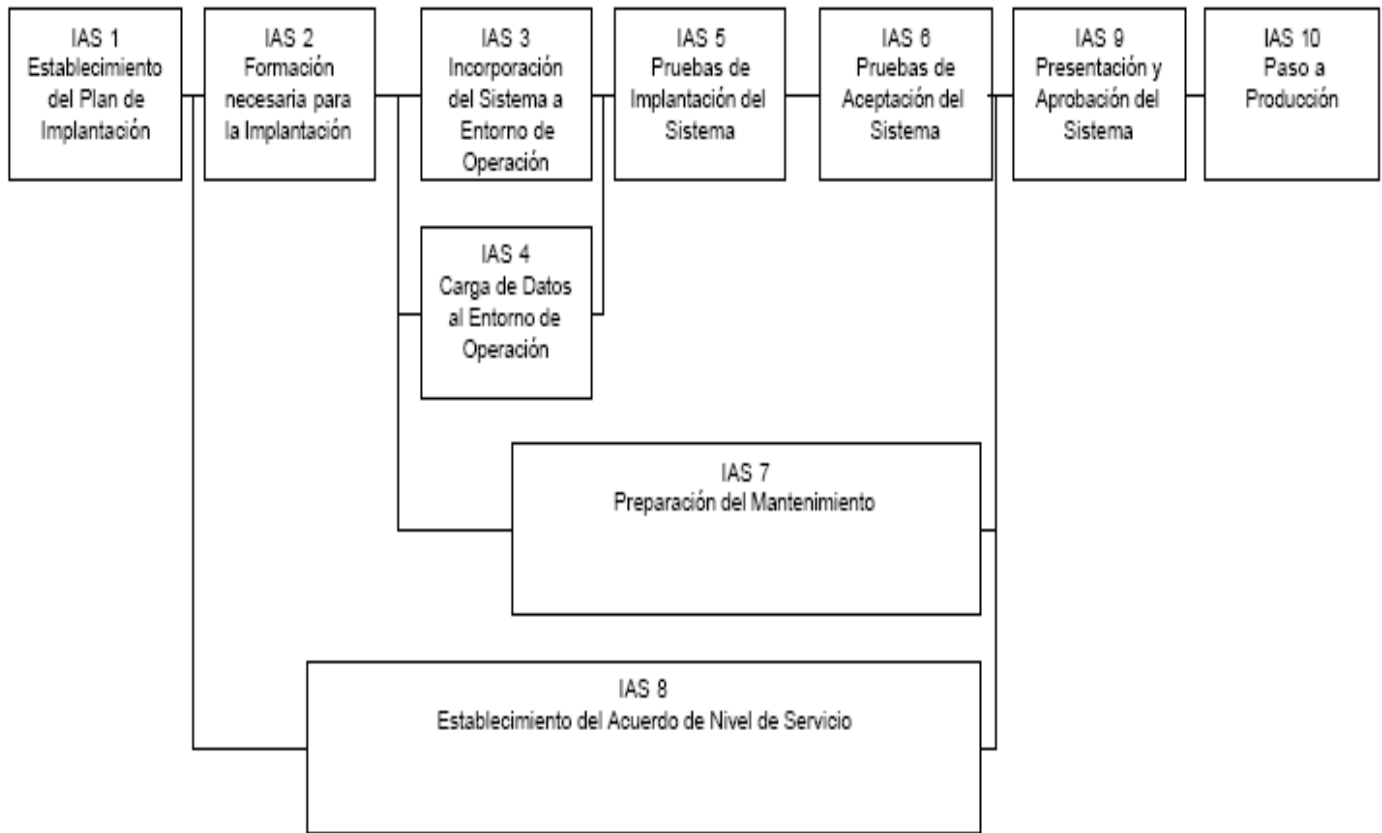 IAS 1
Establecimiento
del Plan de
Implantación
IAS 2
Formación
necesaria para
la Implantación
IAS 3
Incorporación
del Sistema a
Entorno de
Operación
IAS 5
Pruebas de
Implantación del
Sistema
IAS 6
Pruebas de
Aceptación del
Sistema
IAS 9
Presentación y
Aprobación del
Sistema
IAS 10
Paso a
Producción
IAS 4
Carga de Datos
al Entorno de
Operación
IAS 7
Preparación del Mantenimiento
IAS 8
Establecimiento del Acuerdo de Nivel de Servicio